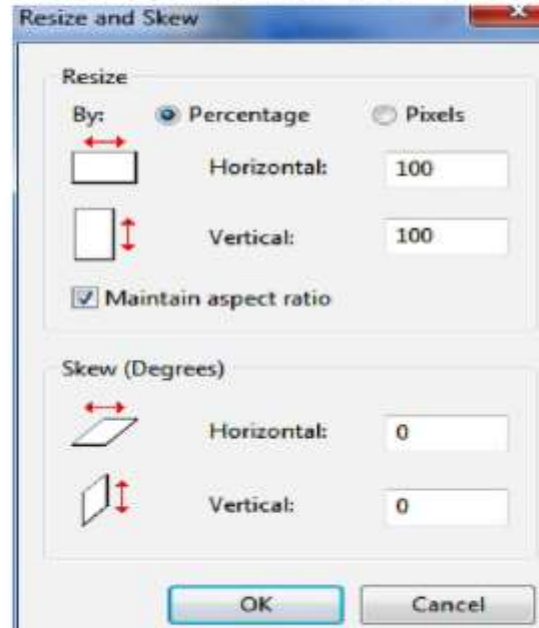 Resize and Skew
Resize
By: Percentage Pixels
Horizontal: 100
Vertical: 100
Maintain aspect ratio
Skew (Degrees)
Horizontal: 0
Vertical: 0
OK Cancel